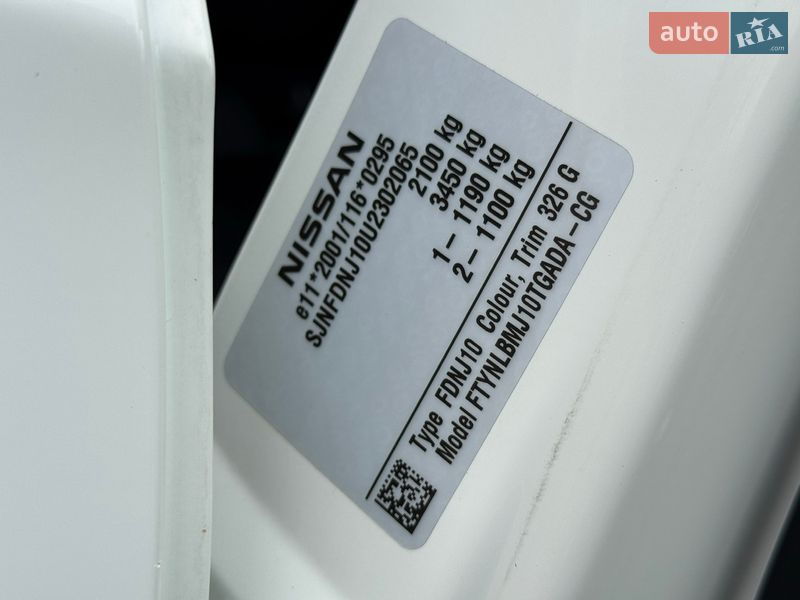 auto RIA .com
NISSAN
e11*2001/116*0295
SJNFDNJ10U2302065
2100 kg
3450 kg
1– 1190 kg
2– 1100 kg
Type FDNJ10 Colour, Trim 326 G
Model FTYNLBMJ10TGADA–CG